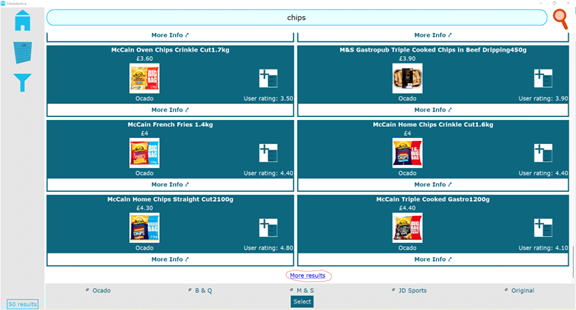 chips
More Info
More Info
McCain Oven Chips Crinkle Cut1.7kg
£3.60
Ocado
User rating: 3.50
More Info
M&S Gastropub Triple Cooked Chips in Beef Dripping450g
£3.90
Ocado
User rating: 3.90
More Info
McCain French Fries 1.4kg
£4
Ocado
User rating: 4.40
More Info
McCain Home Chips Crinkle Cut1.6kg
£4
Ocado
User rating: 4.40
More Info
McCain Home Chips Straight Cut2100g
£4.30
Ocado
User rating: 4.80
More Info
McCain Triple Cooked Gastro1200g
£4.40
Ocado
User rating: 4.10
More Info
More results
Ocado
B & Q
M & S
JD Sports
Original
50 results
Select